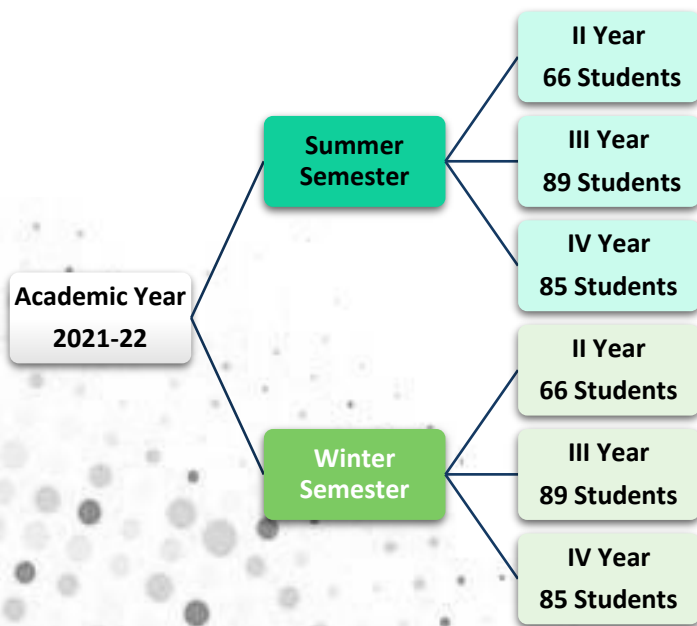 Academic Year
2021-22
Summer
Semester
II Year
66 Students
III Year
89 Students
IV Year
85 Students
Winter
Semester
II Year
66 Students
III Year
89 Students
IV Year
85 Students